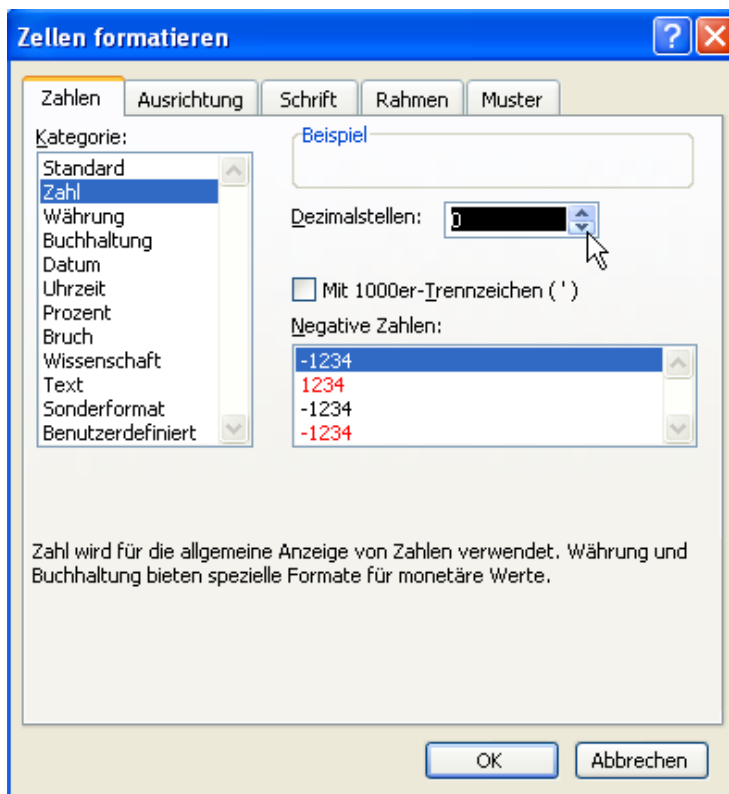 Zellen formatieren
Zahlen
Ausrichtung
Schrift
Rahmen
Muster
Kategorie:
Standard
Zahl
Währung
Buchhaltung
Datum
Uhrzeit
Prozent
Bruch
Wissenschaft
Text
Sonderformat
Benutzerdefiniert
Beispiel
Dezimalstellen: 0
Mit 1000er-Trennzeichen (')
Negative Zahlen:
-1234
1234
-1234
-1234
Zahl wird für die allgemeine Anzeige von Zahlen verwendet. Währung und
Buchhaltung bieten spezielle Formate für monetäre Werte.
OK
Abbrechen